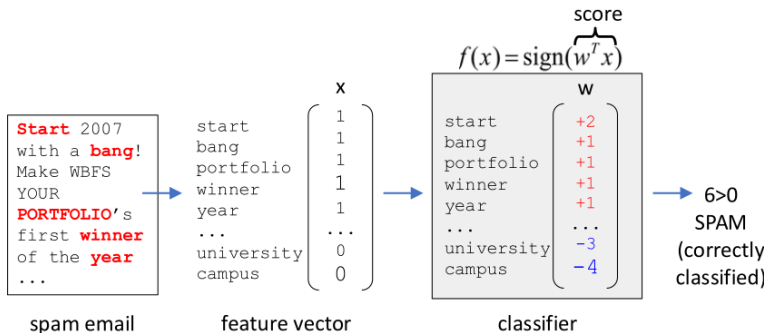 score
f(x) = sign(w^T x)
Start 2007
with a bang!
Make WBFS
YOUR
PORTFOLIO's
first winner
of the year
...
spam email
x
start 1
bang 1
portfolio 1
winner 1
year 1
... ...
university 0
campus 0
feature vector
w
start +2
bang +1
portfolio +1
winner +1
year +1
... ...
university -3
campus -4
classifier
6>0
SPAM
(correctly
classified)